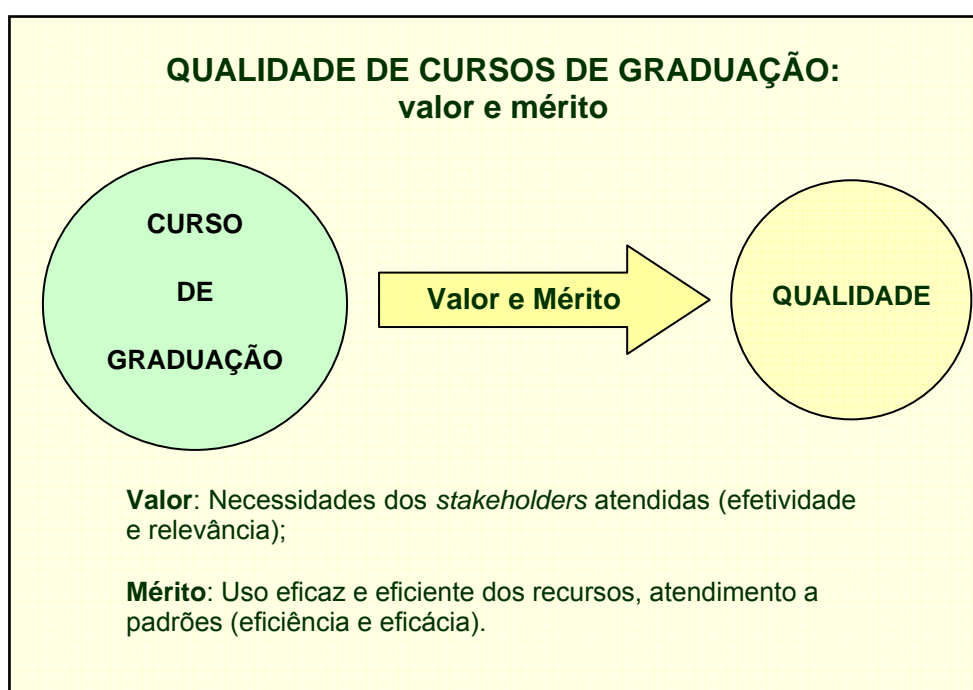 QUALIDADE DE CURSOS DE GRADUAÇÃO:
valor e mérito
CURSO
DE
GRADUAÇÃO
Valor e Mérito
QUALIDADE
Valor: Necessidades dos stakeholders atendidas (efetividade
e relevância);
Mérito: Uso eficaz e eficiente dos recursos, atendimento a
padrões (eficiência e eficácia).